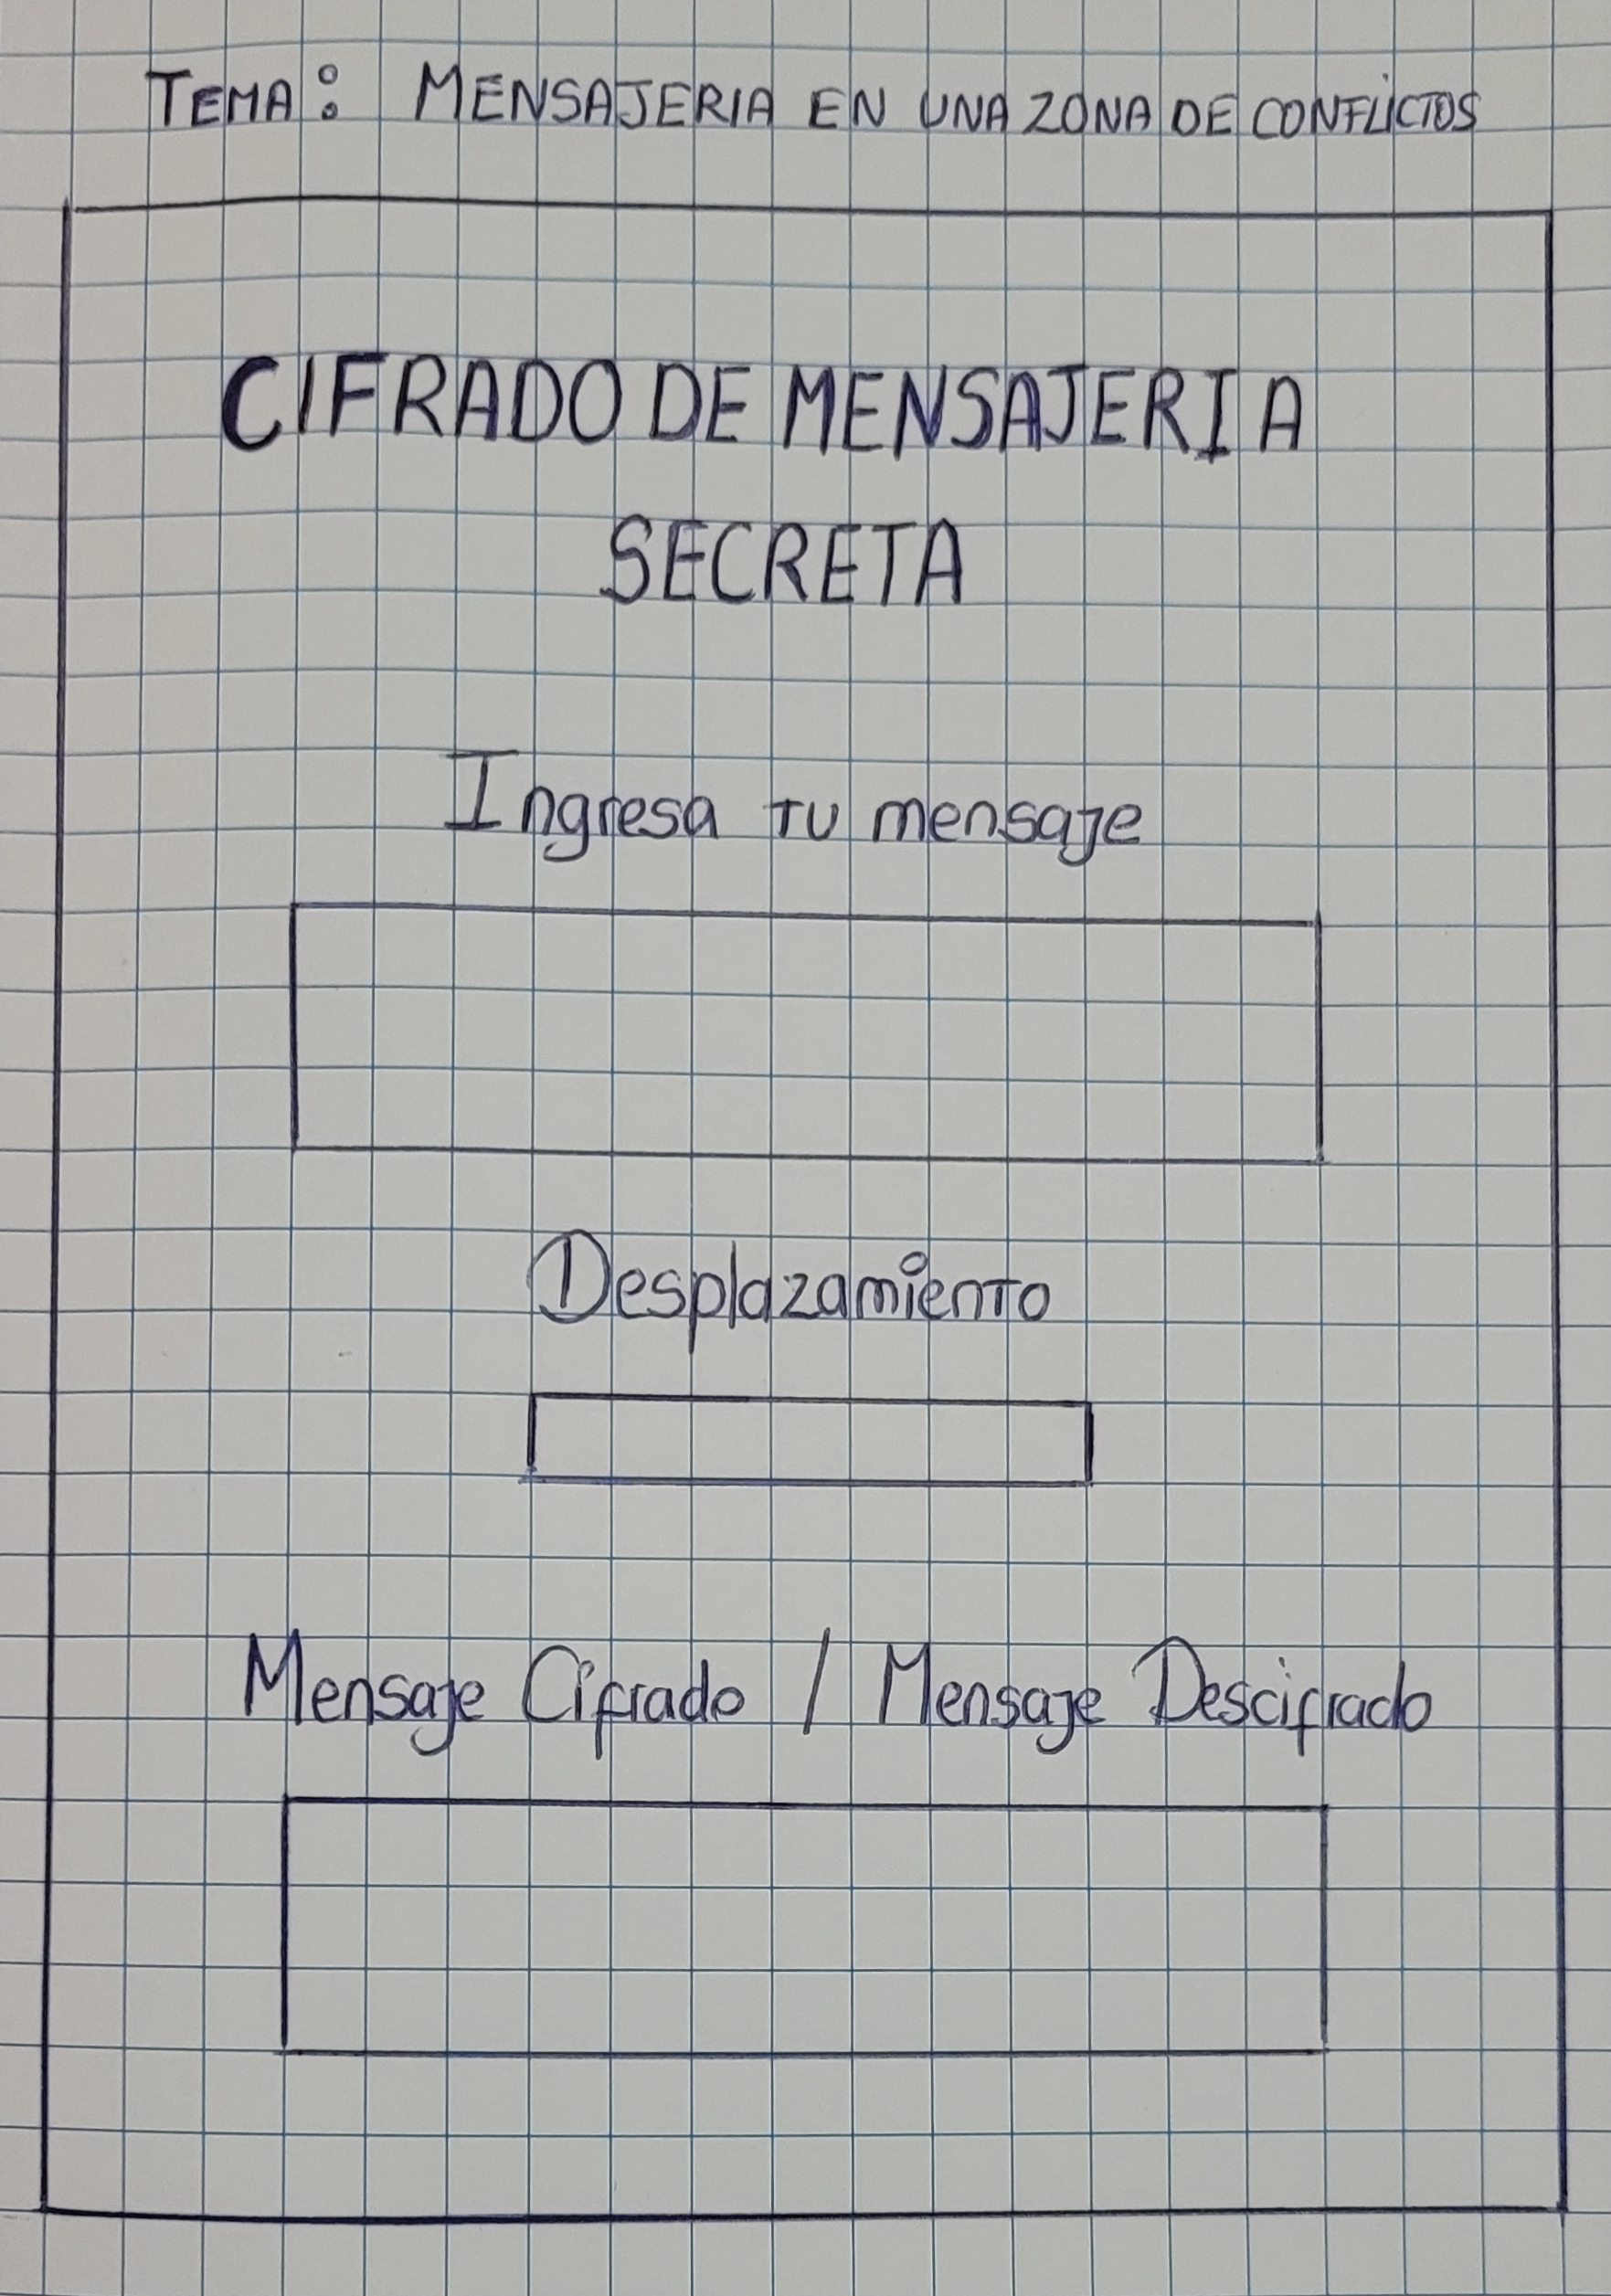 TEMA: MENSAJERIA EN UNA ZONA DE CONFLICTOS
CIFRADO DE MENSAJERIA
SECRETA
Ingresa tu mensaje
Desplazamiento
Mensaje Cifrado / Mensaje Descifrado